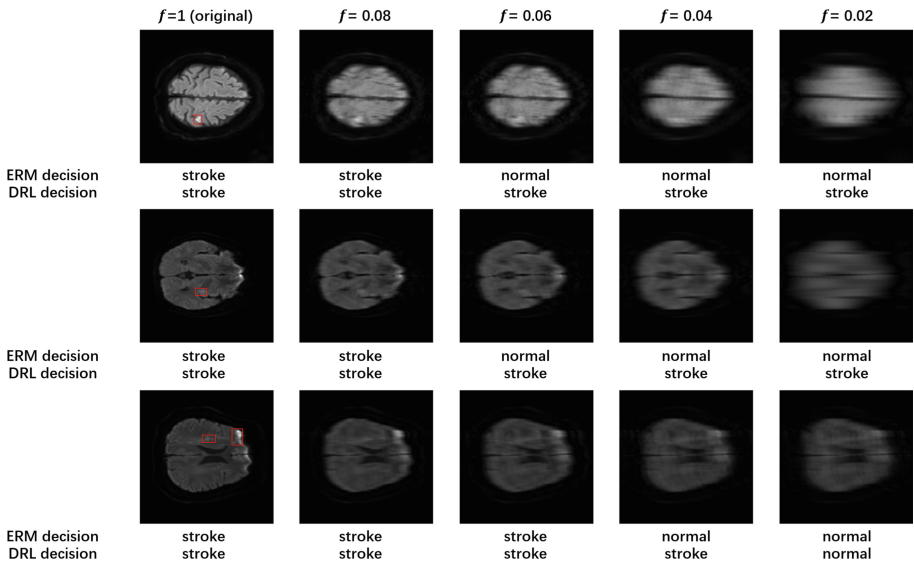 f=1 (original) f= 0.08 f= 0.06 f= 0.04 f= 0.02
ERM decision stroke stroke normal normal normal
DRL decision stroke stroke stroke stroke stroke
ERM decision stroke stroke normal normal normal
DRL decision stroke stroke stroke stroke stroke
ERM decision stroke stroke stroke normal normal
DRL decision stroke stroke stroke stroke normal